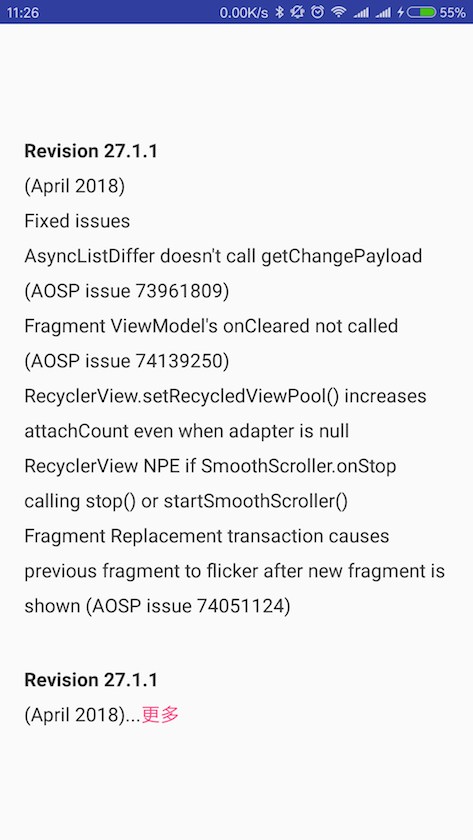 11:26 0.00K/s 55%
Revision 27.1.1
(April 2018)
Fixed issues
AsyncListDiffer doesn't call getChangePayload
(AOSP issue 73961809)
Fragment ViewModel's onCleared not called
(AOSP issue 74139250)
RecyclerView.setRecycledViewPool() increases
attachCount even when adapter is null
RecyclerView NPE if SmoothScroller.onStop
calling stop() or startSmoothScroller()
Fragment Replacement transaction causes
previous fragment to flicker after new fragment is
shown (AOSP issue 74051124)
Revision 27.1.1
(April 2018)...更多